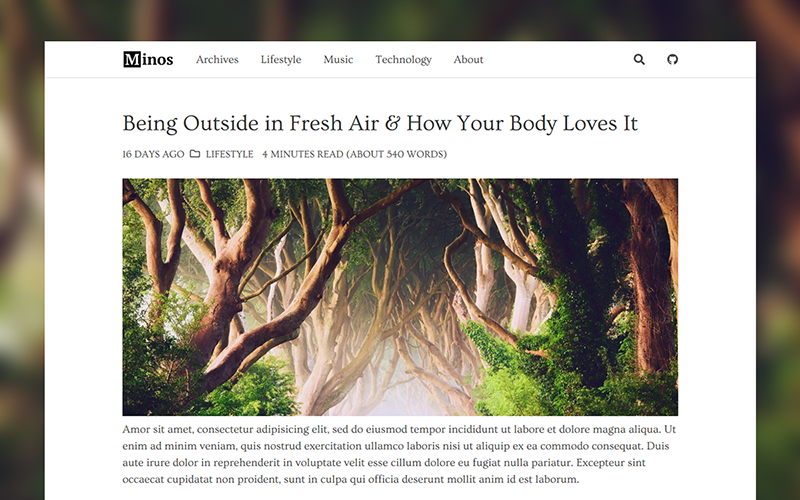 Minos Archives Lifestyle Music Technology About
Being Outside in Fresh Air & How Your Body Loves It
16 DAYS AGO LIFESTYLE 4 MINUTES READ (ABOUT 540 WORDS)
Amor sit amet, consectetur adipisicing elit, sed do eiusmod tempor incididunt ut labore et dolore magna aliqua. Ut
enim ad minim veniam, quis nostrud exercitation ullamco laboris nisi ut aliquip ex ea commodo consequat. Duis
aute irure dolor in reprehenderit in voluptate velit esse cillum dolore eu fugiat nulla pariatur. Excepteur sint
occaecat cupidatat non proident, sunt in culpa qui officia deserunt mollit anim id est laborum.